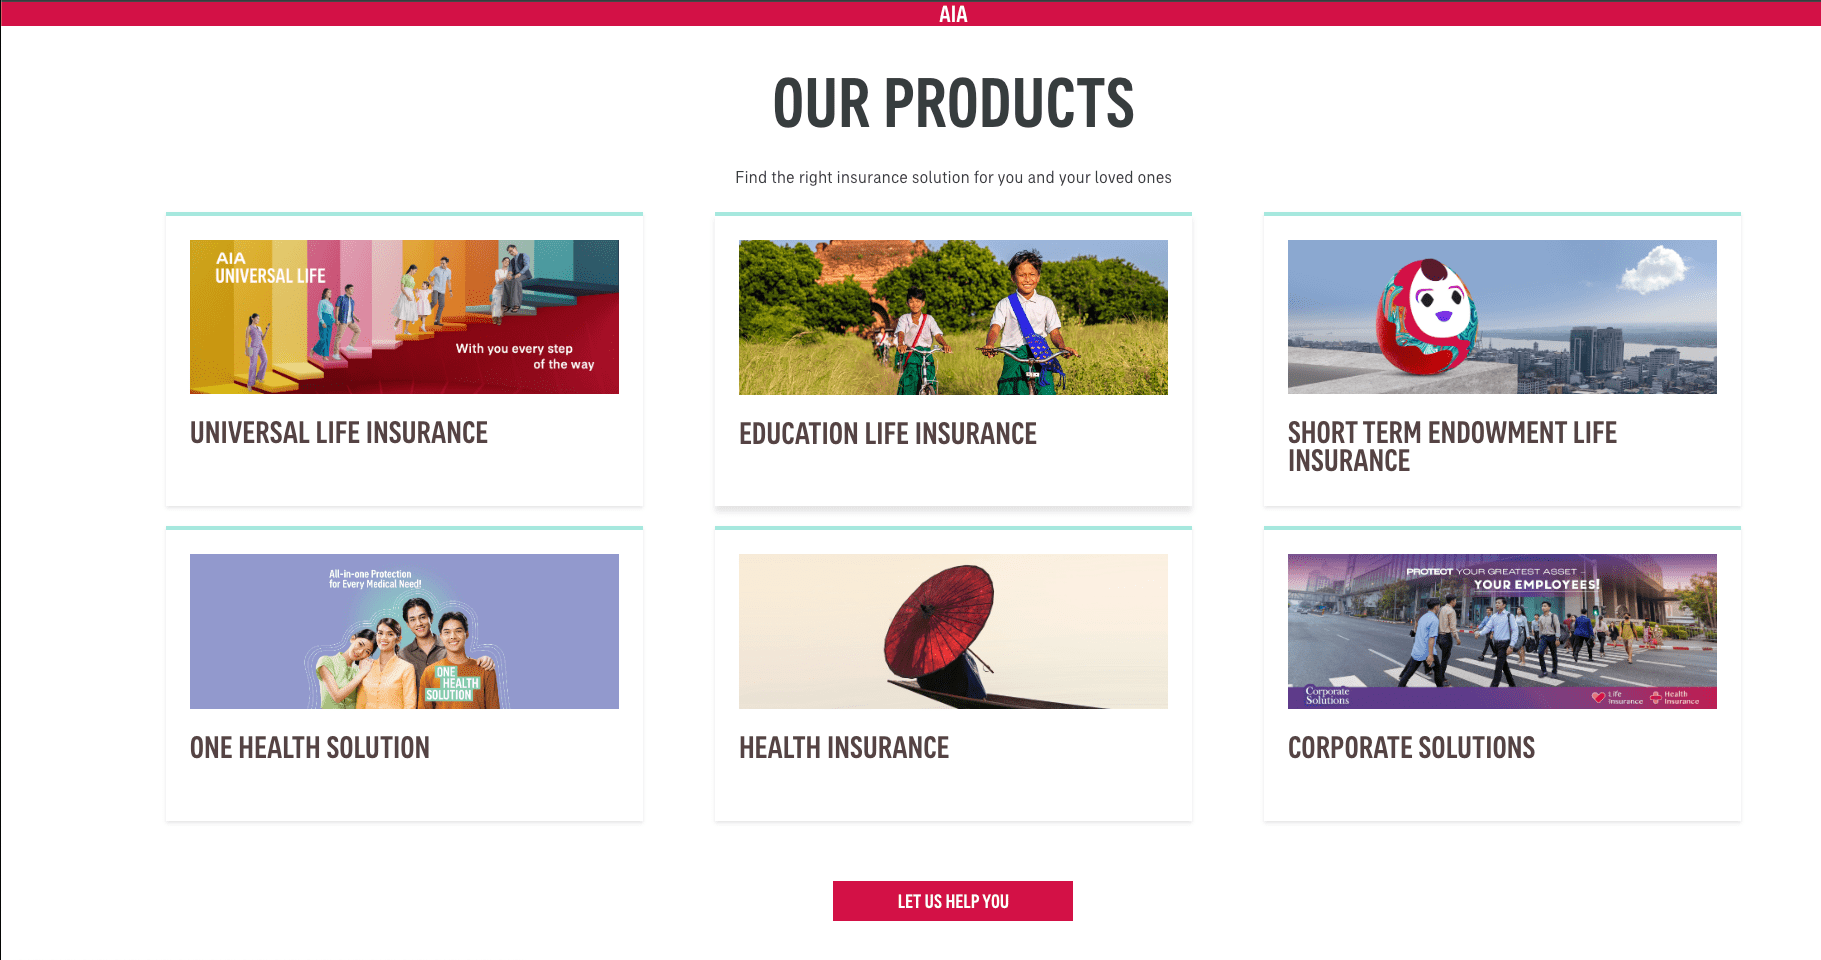 AIA
OUR PRODUCTS
Find the right insurance solution for you and your loved ones
AIA
UNIVERSAL LIFE
With you every step
of the way
UNIVERSAL LIFE INSURANCE
EDUCATION LIFE INSURANCE
SHORT TERM ENDOWMENT LIFE
INSURANCE
All-in-one Protection
for Every Medical Need!
ONE
HEALTH
SOLUTION
ONE HEALTH SOLUTION
HEALTH INSURANCE
PROTECT YOUR GREATEST ASSET –
YOUR EMPLOYEES!
Corporate
Solutions
Life
Insurance
Health
Insurance
CORPORATE SOLUTIONS
LET US HELP YOU